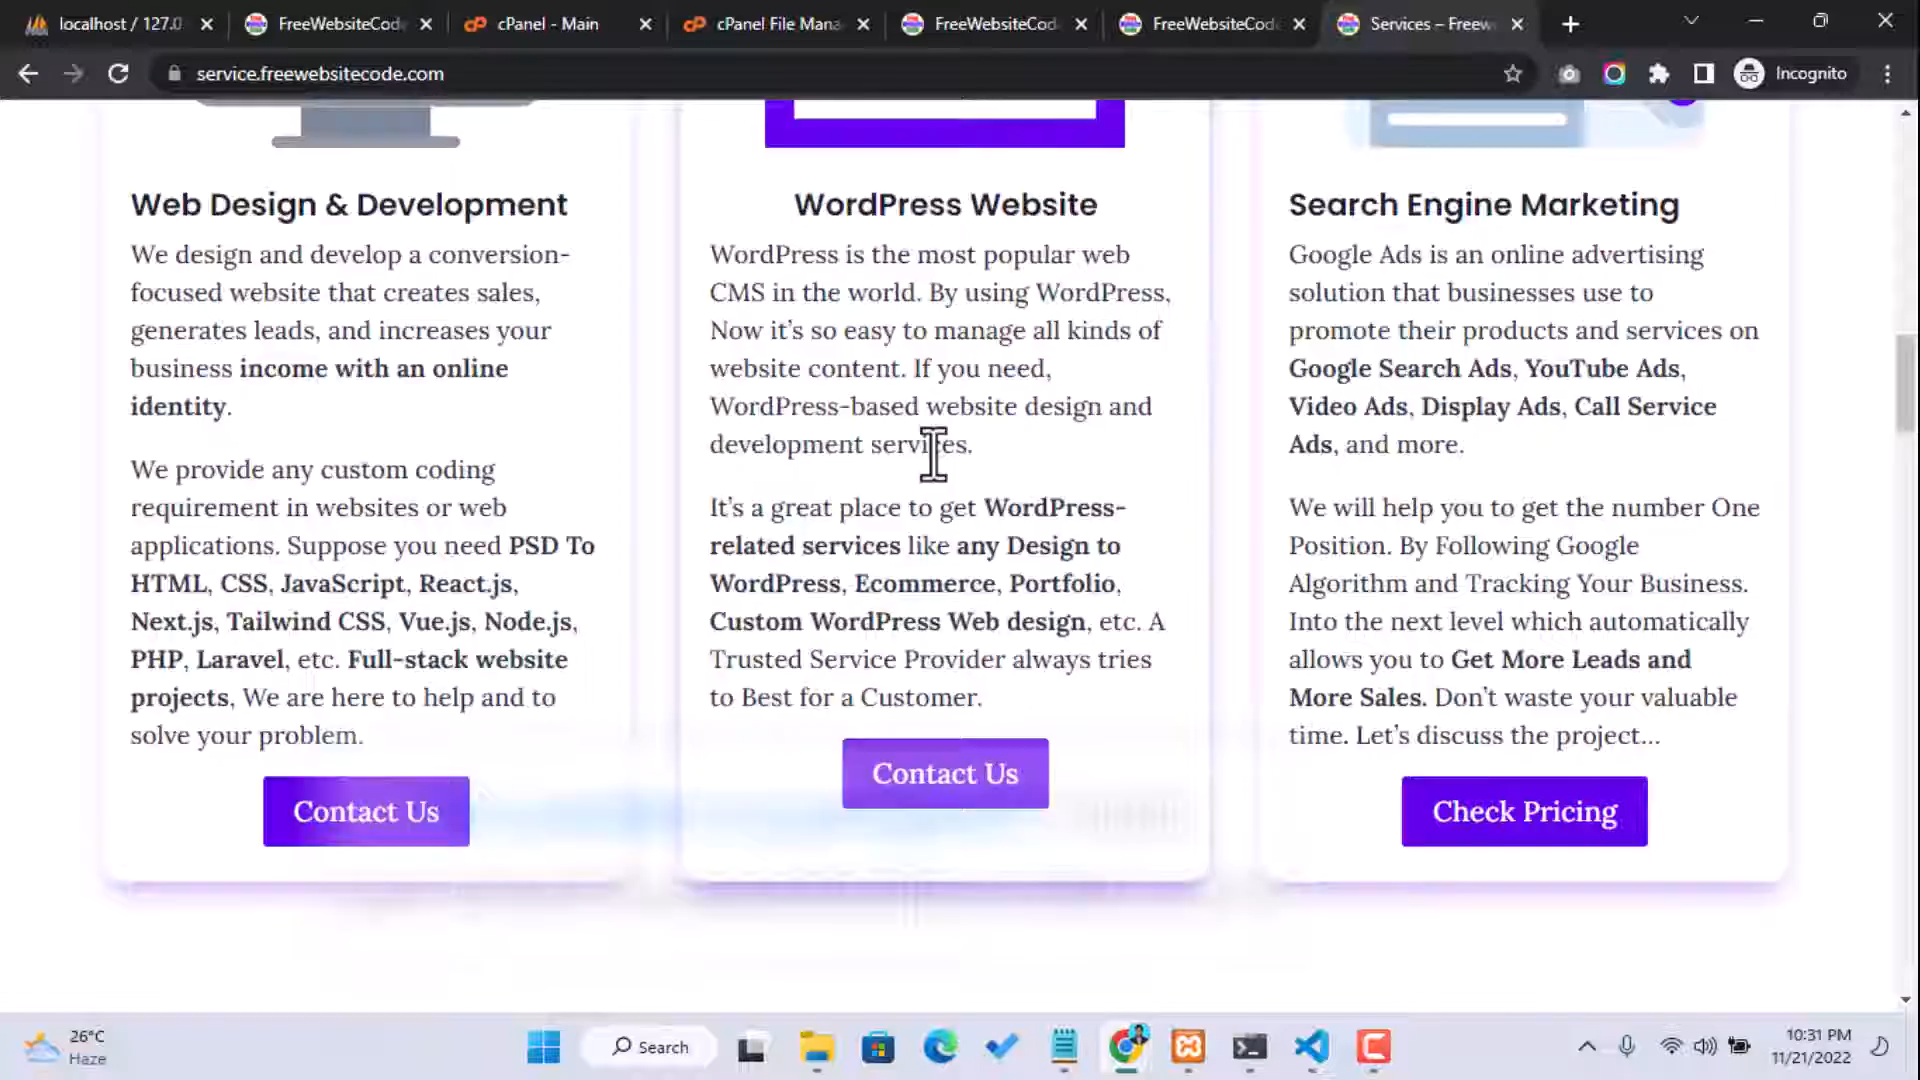 localhost / 127.0
FreeWebsiteCod
cPanel - Main
cPanel File Mana
FreeWebsiteCod
FreeWebsiteCod
Services – Freew
service.freewebsitecode.com
Incognito
Web Design & Development
We design and develop a conversion-
focused website that creates sales,
generates leads, and increases your
business income with an online
identity.
We provide any custom coding
requirement in websites or web
applications. Suppose you need PSD To
HTML, CSS, JavaScript, React.js,
Next.js, Tailwind CSS, Vue.js, Node.js,
PHP, Laravel, etc. Full-stack website
projects, We are here to help and to
solve your problem.
Contact Us
WordPress Website
WordPress is the most popular web
CMS in the world. By using WordPress,
Now it's so easy to manage all kinds of
website content. If you need,
WordPress-based website design and
development services.
It's a great place to get WordPress-
related services like any Design to
WordPress, Ecommerce, Portfolio,
Custom WordPress Web design, etc. A
Trusted Service Provider always tries
to Best for a Customer.
Contact Us
Search Engine Marketing
Google Ads is an online advertising
solution that businesses use to
promote their products and services on
Google Search Ads, YouTube Ads,
Video Ads, Display Ads, Call Service
Ads, and more.
We will help you to get the number One
Position. By Following Google
Algorithm and Tracking Your Business.
Into the next level which automatically
allows you to Get More Leads and
More Sales. Don't waste your valuable
time. Let's discuss the project...
Check Pricing
26°C
Haze
Search
10:31 PM
11/21/2022